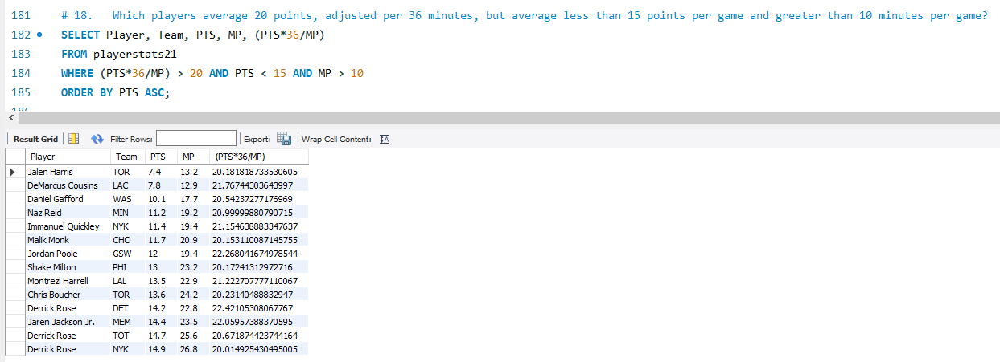 181 # 18. Which players average 20 points, adjusted per 36 minutes, but average less than 15 points per game and greater than 10 minutes per game?
182 SELECT Player, Team, PTS, MP, (PTS*36/MP)
183 FROM playerstats21
184 WHERE (PTS*36/MP) > 20 AND PTS < 15 AND MP > 10
185 ORDER BY PTS ASC;
186
Result Grid Filter Rows: Export: Wrap Cell Content:
Player Team PTS MP (PTS*36/MP)
Jalen Harris TOR 7.4 13.2 20.181818733530605
DeMarcus Cousins LAC 7.8 12.9 21.76744303643997
Daniel Gafford WAS 10.1 17.7 20.54237277176969
Naz Reid MIN 11.2 19.2 20.99999880790715
Immanuel Quickley NYK 11.4 19.4 21.154638883347637
Malik Monk CHO 11.7 20.9 20.153110087145755
Jordan Poole GSW 12 19.4 22.268041674978544
Shake Milton PHI 13 23.2 20.17241312972716
Montrezl Harrell LAL 13.5 22.9 21.222707777110067
Chris Boucher TOR 13.6 24.2 20.23140488832947
Derrick Rose DET 14.2 22.8 22.42105308067767
Jaren Jackson Jr. MEM 14.4 23.5 22.05957388370595
Derrick Rose TOT 14.7 25.6 20.671874423744164
Derrick Rose NYK 14.9 26.8 20.014925430495005